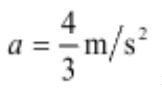 a = 4/3 m/s²